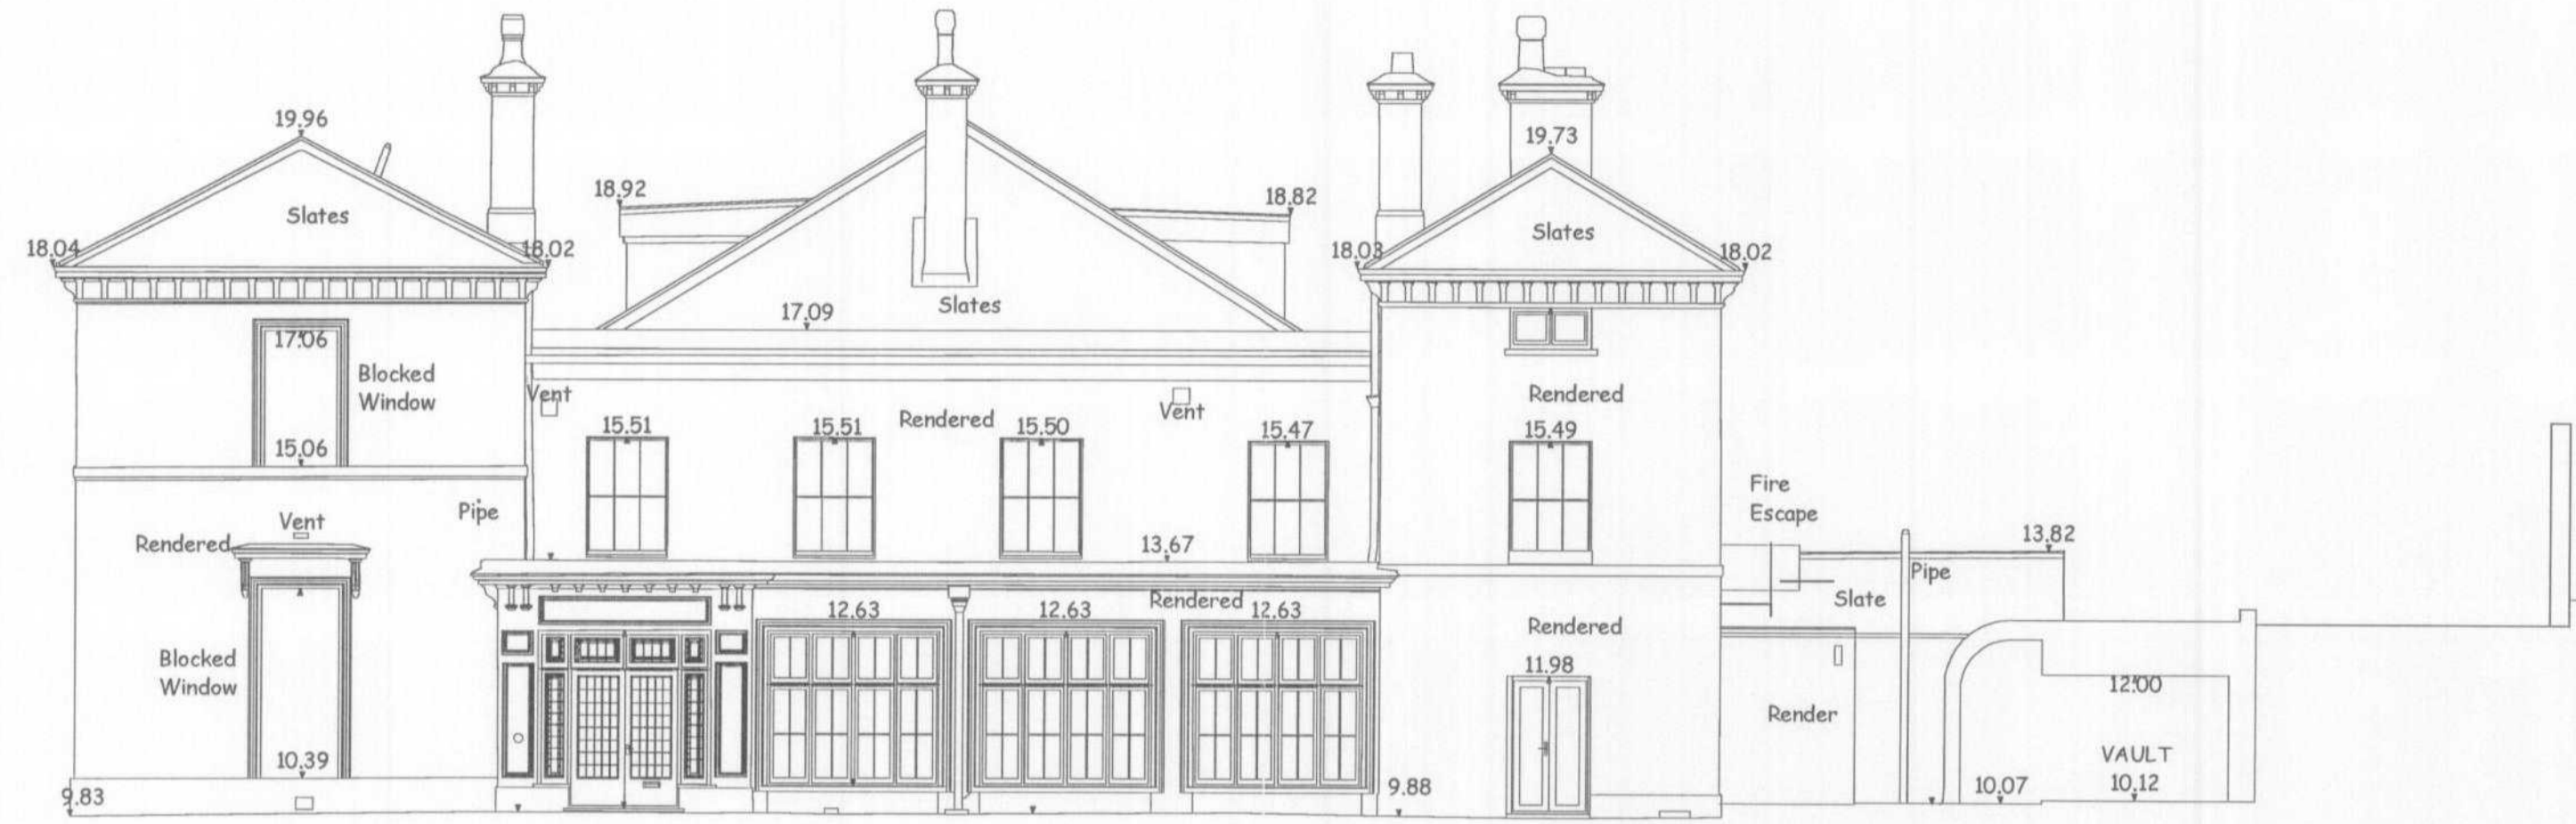 19.96
19.73
18.92
18.82
Slates
Slates
18.04
18.02
18.03
18.02
Slates
17.09
17.06
Blocked
Window
Vent
Vent
Rendered
Rendered
15.51
15.51
15.50
15.47
15.49
15.06
Fire
Escape
Pipe
Vent
Rendered
13.67
13.82
Pipe
Slate
Rendered
12.63
12.63
12.63
Rendered
Blocked
Window
11.98
12.00
Render
VAULT
10.39
9.83
9.88
10.07
10.12